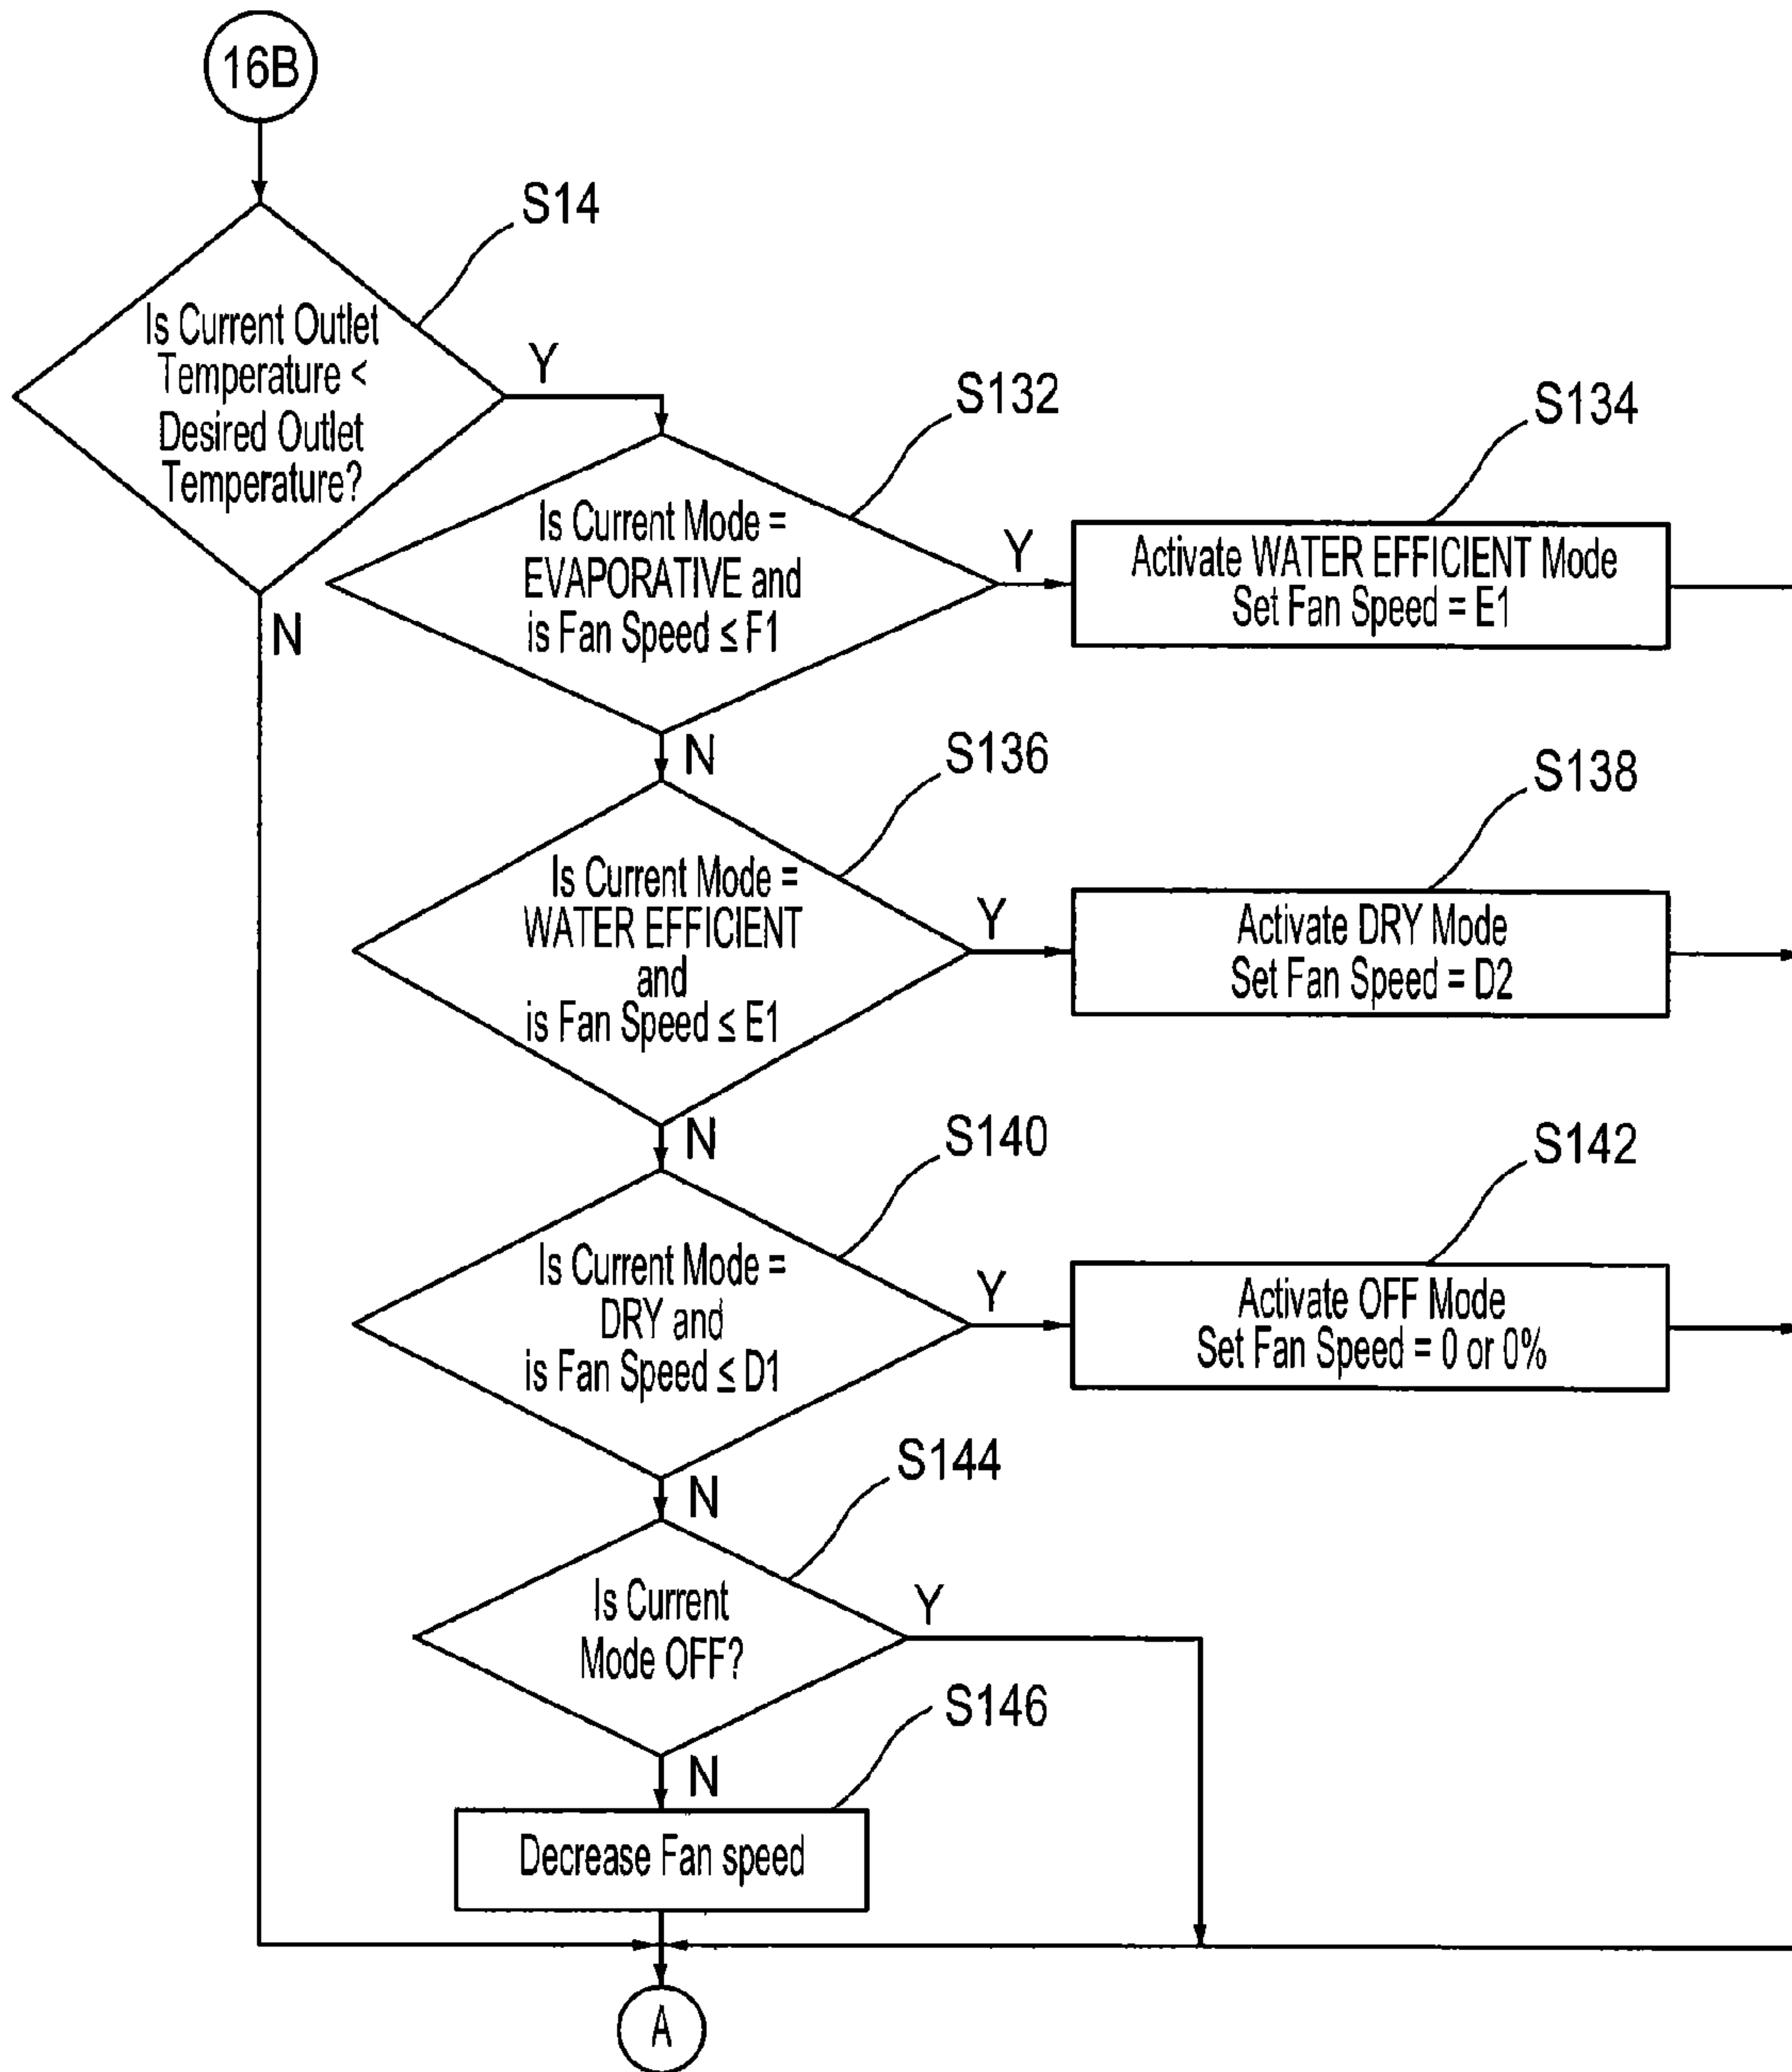 16B
S14
Is Current Outlet
Temperature <
Desired Outlet
Temperature?
Y
N
S132
Is Current Mode =
EVAPORATIVE and
is Fan Speed ≤ F1
Y
N
S134
Activate WATER EFFICIENT Mode
Set Fan Speed = E1
S136
Is Current Mode =
WATER EFFICIENT
and
is Fan Speed ≤ E1
Y
N
S138
Activate DRY Mode
Set Fan Speed = D2
S140
Is Current Mode =
DRY and
is Fan Speed ≤ D1
Y
N
S142
Activate OFF Mode
Set Fan Speed = 0 or 0%
S144
Is Current
Mode OFF?
Y
N
S146
Decrease Fan speed
A